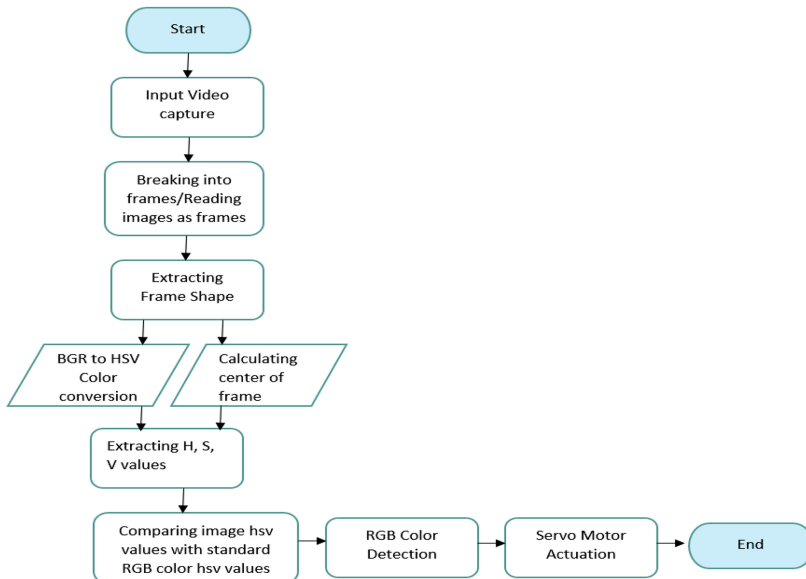 Start
Input Video
capture
Breaking into
frames/Reading
images as frames
Extracting
Frame Shape
BGR to HSV
Color
conversion
Calculating
center of
frame
Extracting H, S,
V values
Comparing image hsv
values with standard
RGB color hsv values
RGB Color
Detection
Servo Motor
Actuation
End